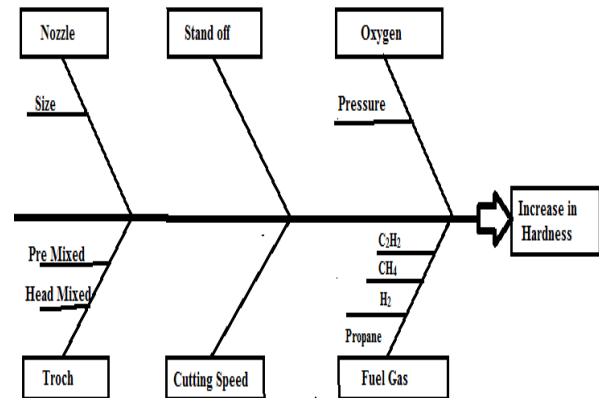 Nozzle
Stand off
Oxygen
Size
Pressure
Increase in
Hardness
C₂H₂
Pre Mixed
CH₄
Head Mixed
H₂
Propane
Troch
Cutting Speed
Fuel Gas